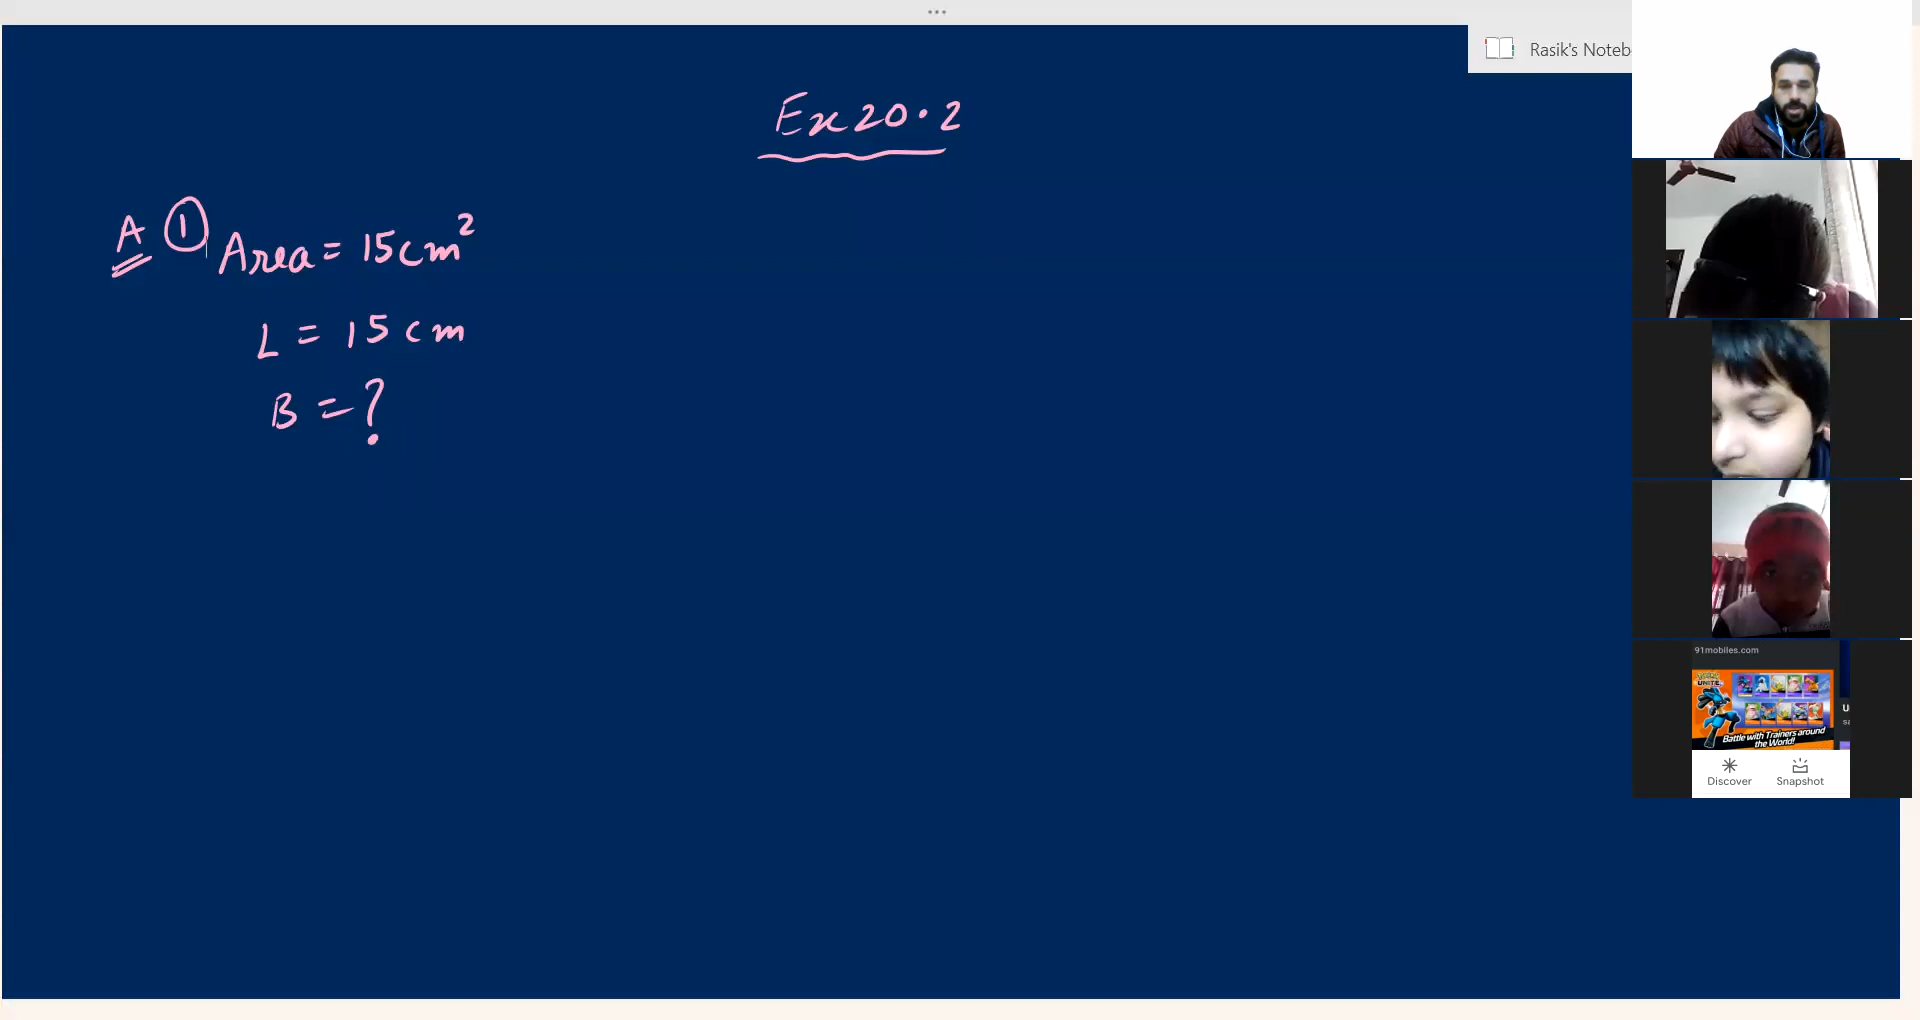 •••
Rasik's Noteb
Ex 20.2
A ① Area = 15cm²
L = 15 cm
B = ?
91mobiles.com
UNITE
Battle with Trainers around
the World!
Discover Snapshot